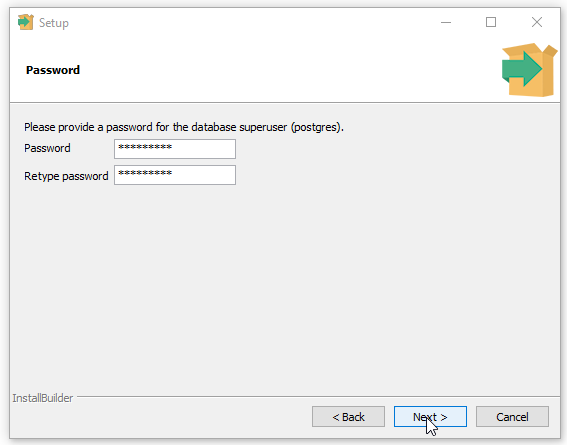 Setup
Password
Please provide a password for the database superuser (postgres).
Password *********
Retype password *********
InstallBuilder
< Back Next > Cancel